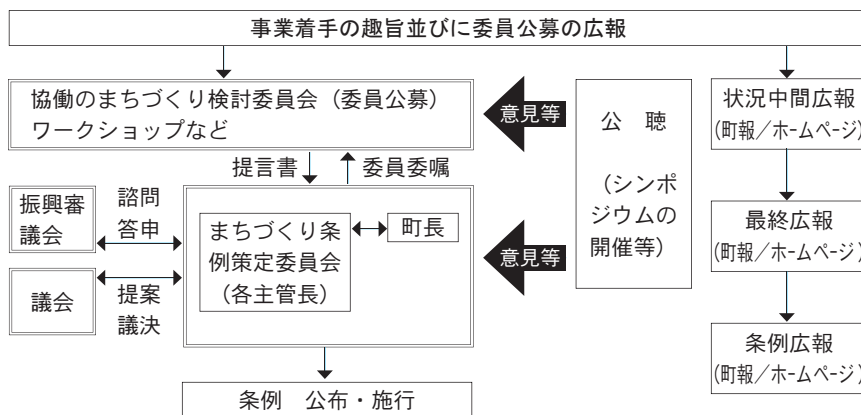 事業着手の趣旨並びに委員公募の広報
協働のまちづくり検討委員会（委員公募）
ワークショップなど
意見等
公　聴
（シンポ
ジウムの
開催等）
状況中間広報
(町報／ホームページ)
提言書
委員委嘱
振興審
議会
諮問
答申
まちづくり条
例策定委員会
（各主管長）
町長
意見等
最終広報
(町報／ホームページ)
議会
提案
議決
条例広報
(町報／ホームページ)
条例　公布・施行